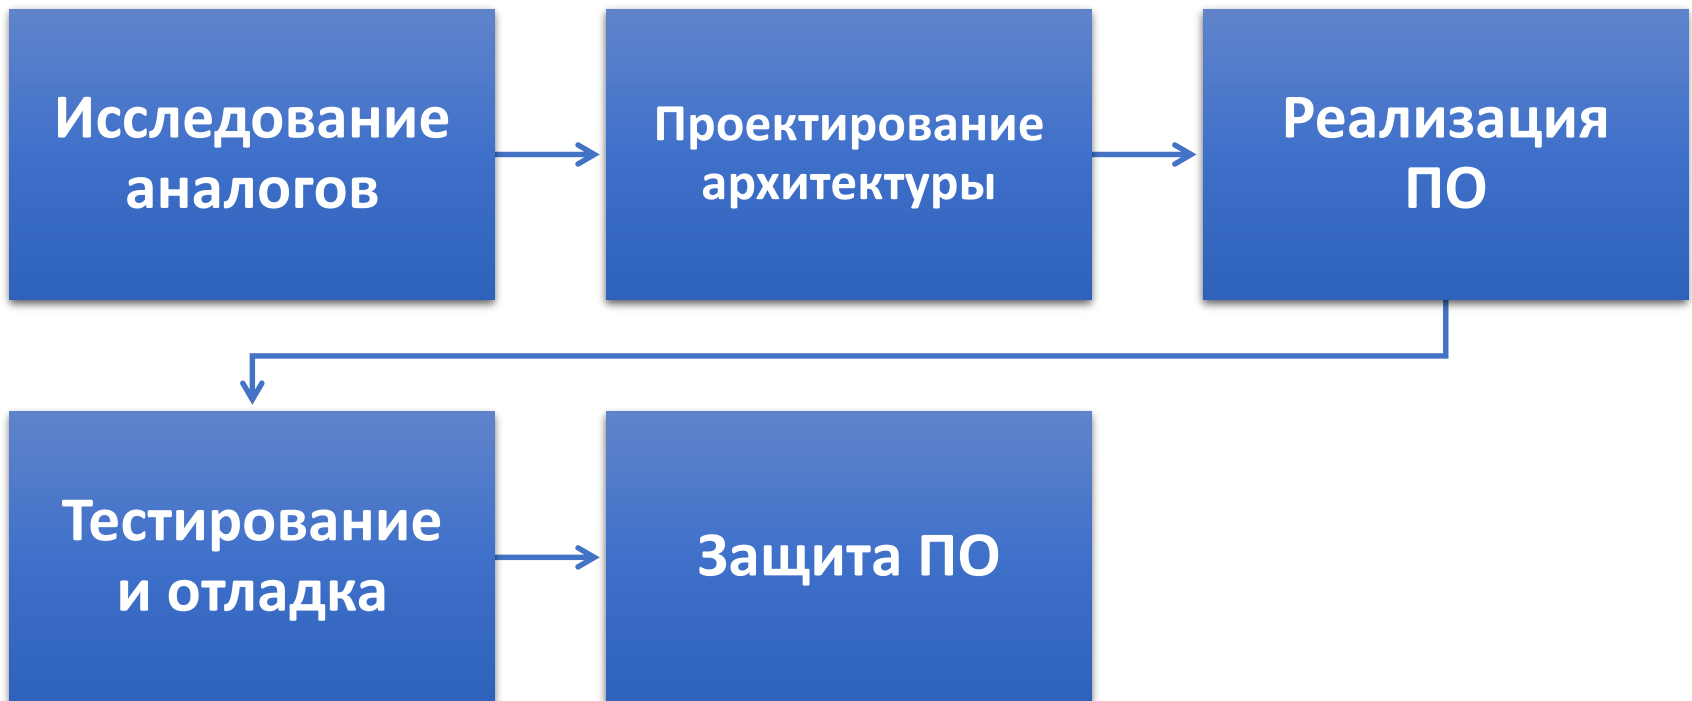 Исследование
аналогов
Проектирование
архитектуры
Реализация
ПО
Тестирование
и отладка
Защита ПО